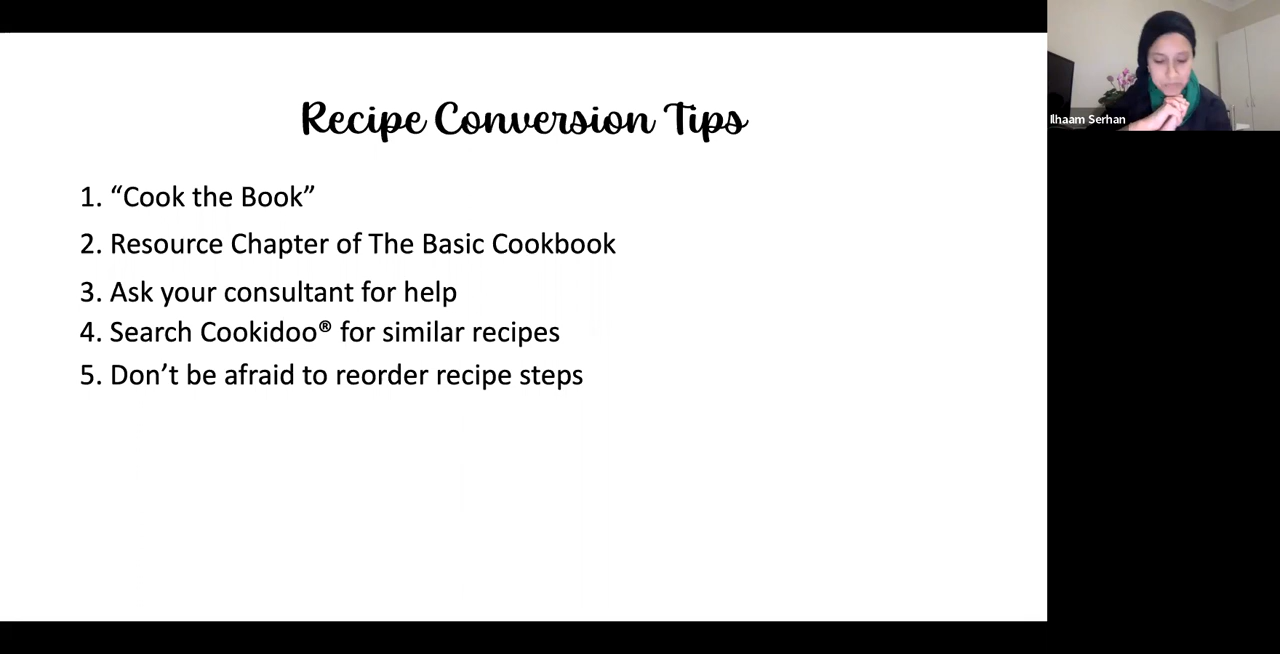 Recipe Conversion Tips
1. “Cook the Book”
2. Resource Chapter of The Basic Cookbook
3. Ask your consultant for help
4. Search Cookidoo® for similar recipes
5. Don’t be afraid to reorder recipe steps
Ilhaam Serhan